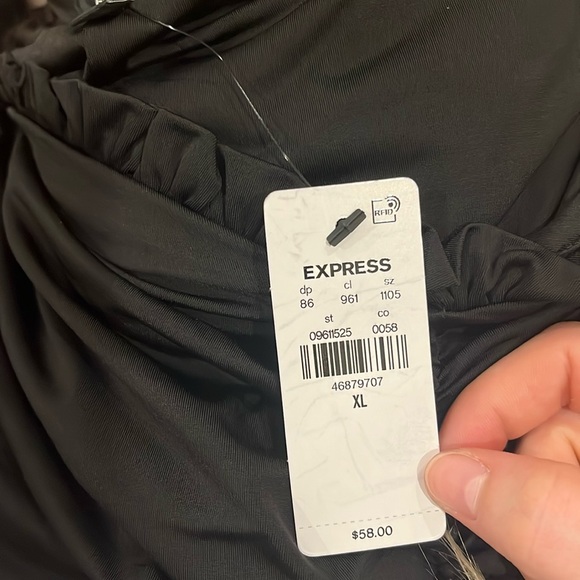 RFID
EXPRESS
dp cl sz
86 961 1105
st co
09611525 0058
46879707
XL
$58.00